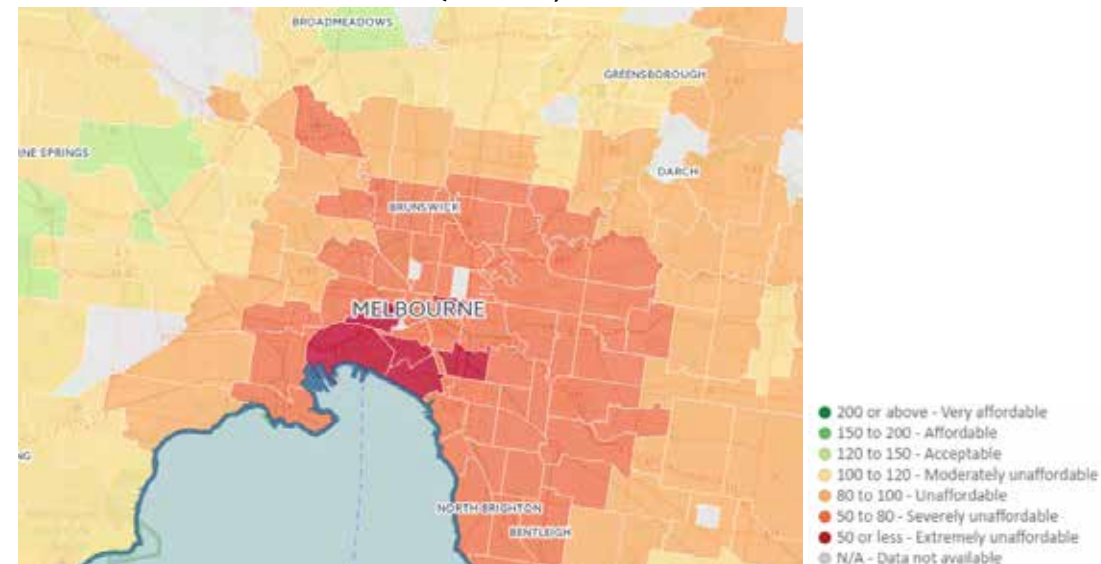 BROADMEADOWS
GREENSBOROUGH
NE SPRINGS
DARCH
BRUNSWICK
MELBOURNE
NG
NORTH BRIGHTON
BENTLEIGH
200 or above - Very affordable
150 to 200 - Affordable
120 to 150 - Acceptable
100 to 120 - Moderately unaffordable
80 to 100 - Unaffordable
50 to 80 - Severely unaffordable
50 or less - Extremely unaffordable
N/A - Data not available